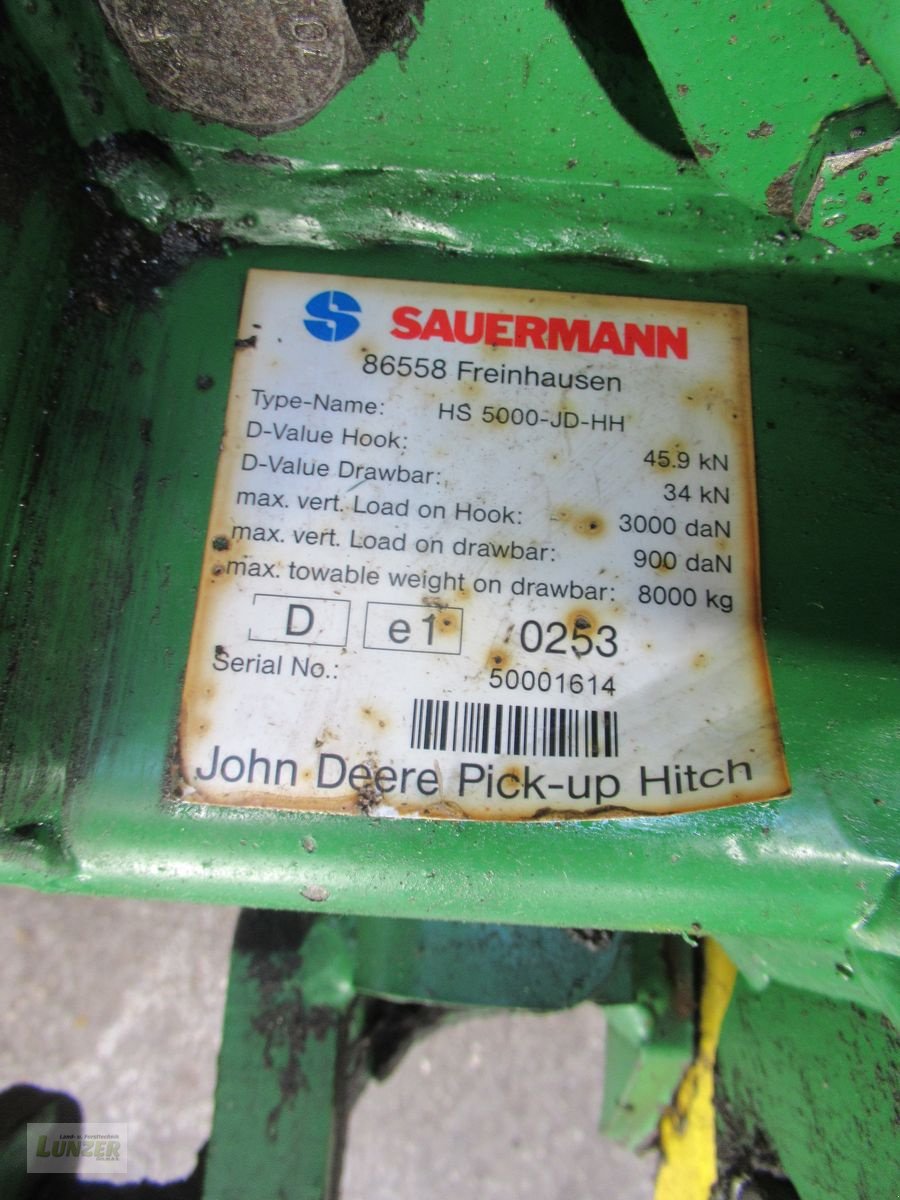 SAUERMANN
86558 Freinhausen
Type-Name: HS 5000-JD-HH
D-Value Hook: 45.9 kN
D-Value Drawbar: 34 kN
max. vert. Load on Hook: 3000 daN
max. vert. Load on drawbar: 900 daN
max. towable weight on drawbar: 8000 kg
D e1 0253
Serial No.: 50001614
John Deere Pick-up Hitch
Land- u. Forsttechnik
LUNZER